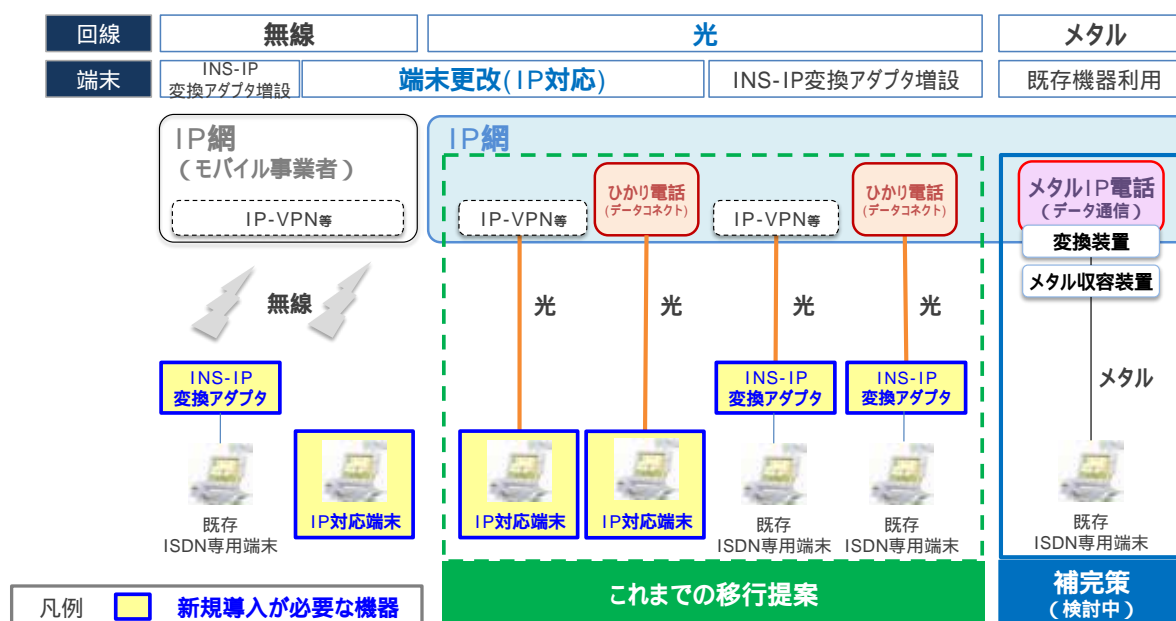 回線
無線
光
メタル
端末
INS-IP
変換アダプタ増設
端末更改(IP対応)
INS-IP変換アダプタ増設
既存機器利用
IP網
（モバイル事業者）
IP-VPN等
IP網
IP-VPN等
ひかり電話
(データコネクト)
IP-VPN等
ひかり電話
(データコネクト)
メタルIP電話
（データ通信）
変換装置
メタル収容装置
無線
光
光
光
光
メタル
INS-IP
変換アダプタ
INS-IP
変換アダプタ
INS-IP
変換アダプタ
既存
ISDN専用端末
IP対応端末
IP対応端末
IP対応端末
既存
ISDN専用端末
既存
ISDN専用端末
既存
ISDN専用端末
これまでの移行提案
補完策
（検討中）
凡例
新規導入が必要な機器